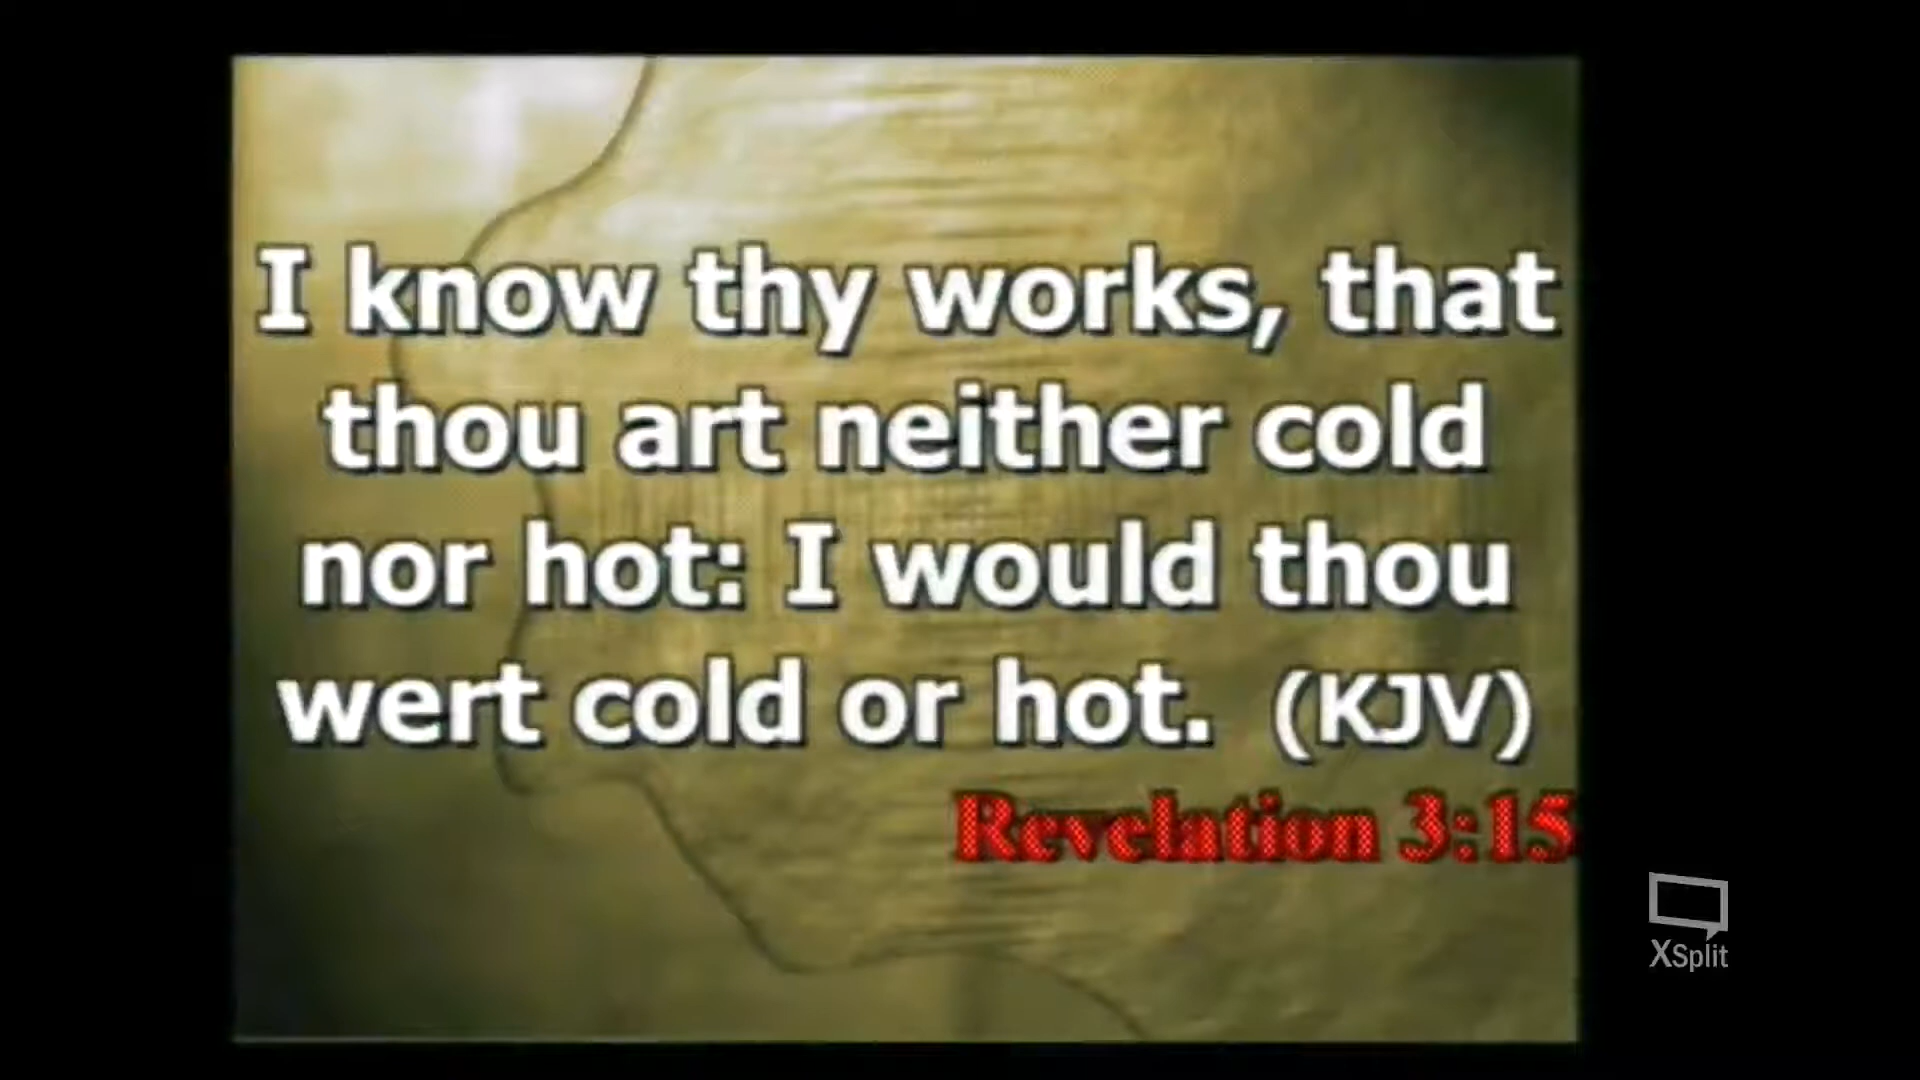 I know thy works, that
thou art neither cold
nor hot: I would thou
wert cold or hot. (KJV)
Revelation 3:15
XSplit